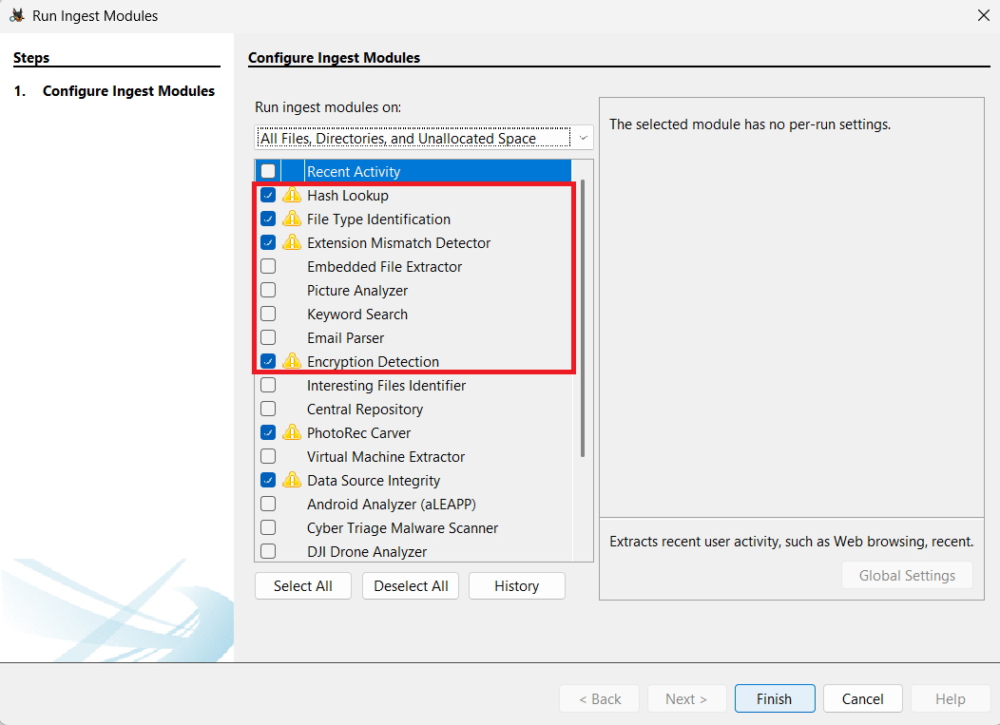 Run Ingest Modules
Steps
1. Configure Ingest Modules
Configure Ingest Modules
Run ingest modules on:
All Files, Directories, and Unallocated Space
Recent Activity
Hash Lookup
File Type Identification
Extension Mismatch Detector
Embedded File Extractor
Picture Analyzer
Keyword Search
Email Parser
Encryption Detection
Interesting Files Identifier
Central Repository
PhotoRec Carver
Virtual Machine Extractor
Data Source Integrity
Android Analyzer (aLEAPP)
Cyber Triage Malware Scanner
DJI Drone Analyzer
Select All
Deselect All
History
The selected module has no per-run settings.
Extracts recent user activity, such as Web browsing, recent.
Global Settings
< Back
Next >
Finish
Cancel
Help